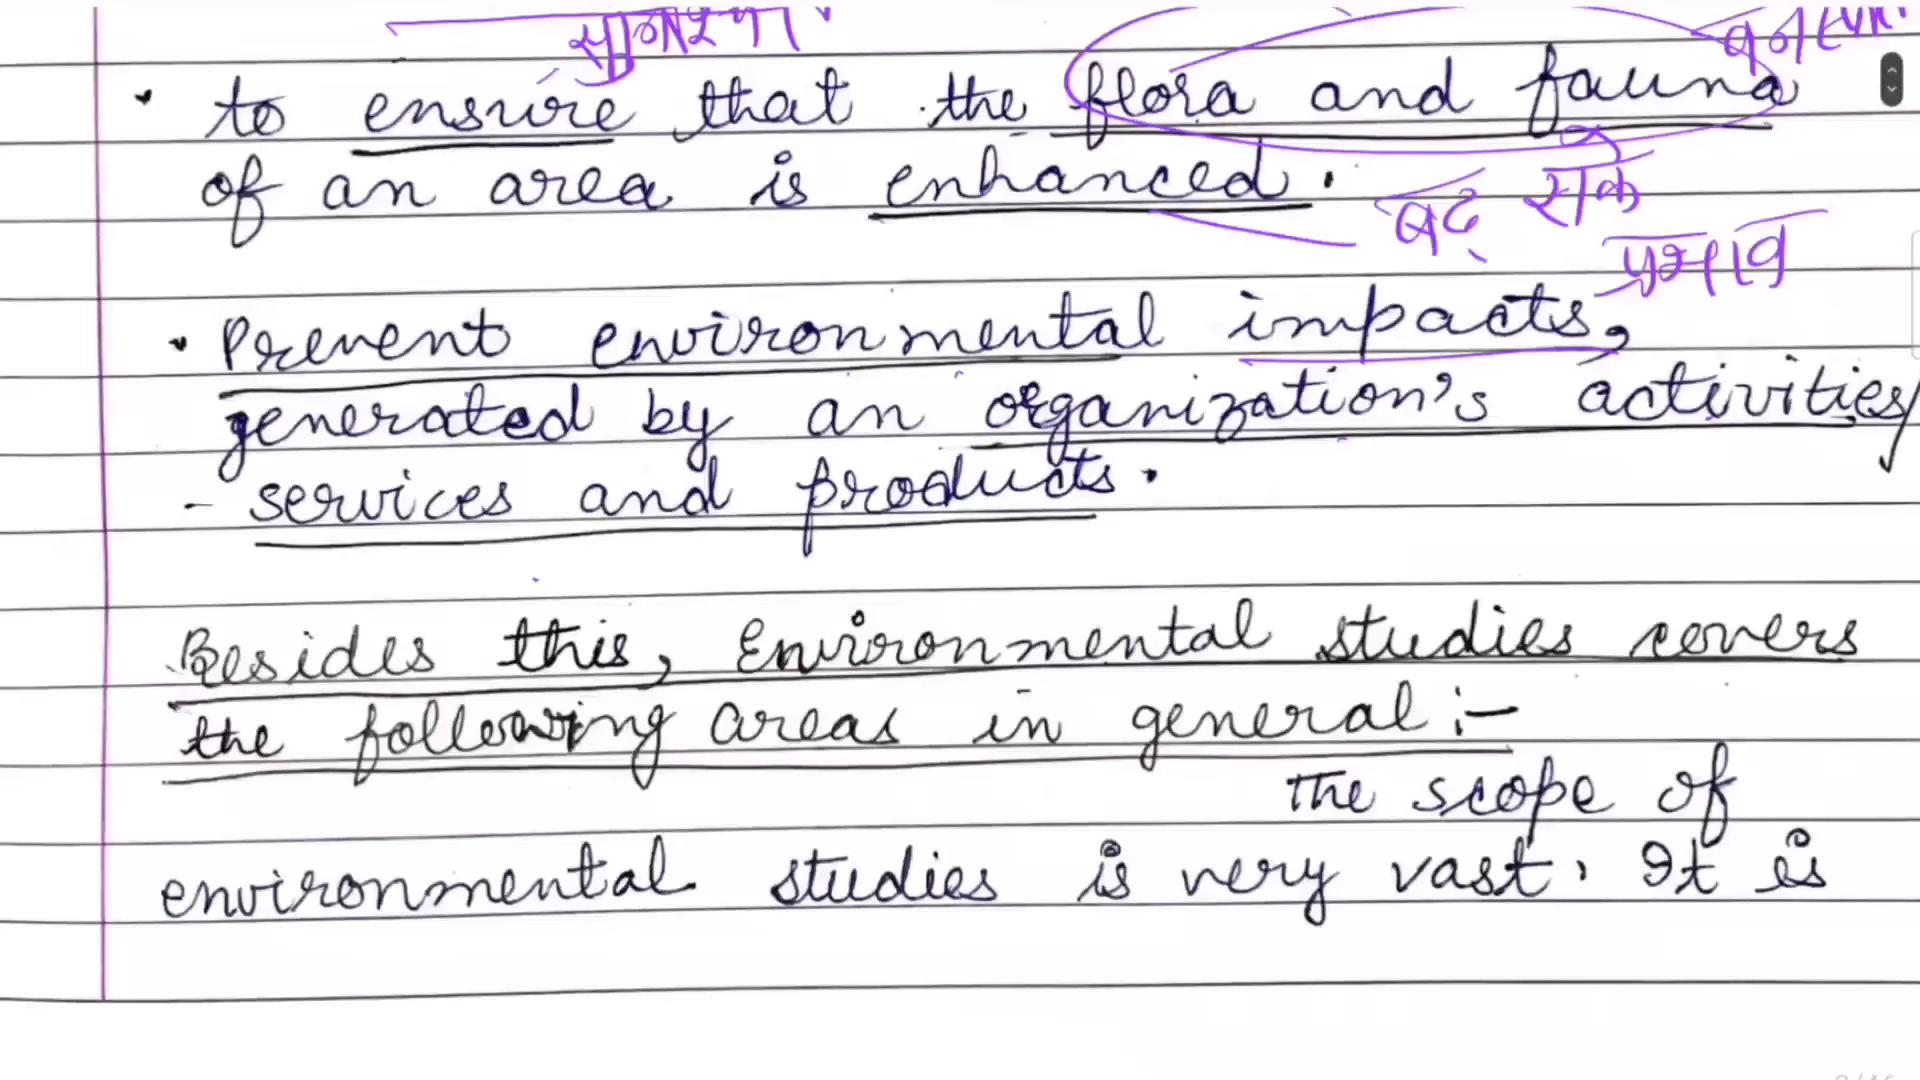 • to ensure that the flora and fauna
of an area is enhanced.
बढ़ सके
प्रभाव
• Prevent environmental impacts,
generated by an organization's activities
- services and products.
Besides this, Environmental studies covers
the following areas in general :-
The scope of
environmental studies is very vast. It is